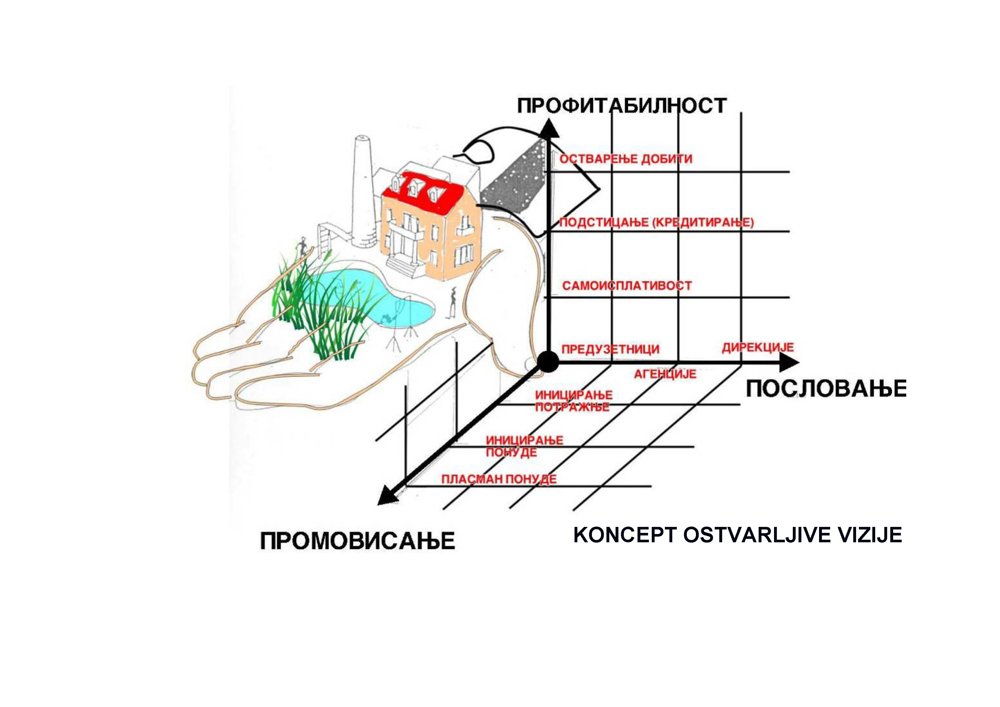 ПРОФИТАБИЛНОСТ
ОСТВАРЕЊЕ ДОБИТИ
ПОДСТИЦАЊЕ (КРЕДИТИРАЊЕ)
САМОИСПЛАТИВОСТ
ПРЕДУЗЕТНИЦИ
ДИРЕКЦИЈЕ
АГЕНЦИЈЕ
ПОСЛОВАЊЕ
ИНИЦИРАЊЕ
ПОТРАЖЊЕ
ИНИЦИРАЊЕ
ПОНУДЕ
ПЛАСМАН ПОНУДЕ
ПРОМОВИСАЊЕ
KONCEPT OSTVARLJIVE VIZIJE